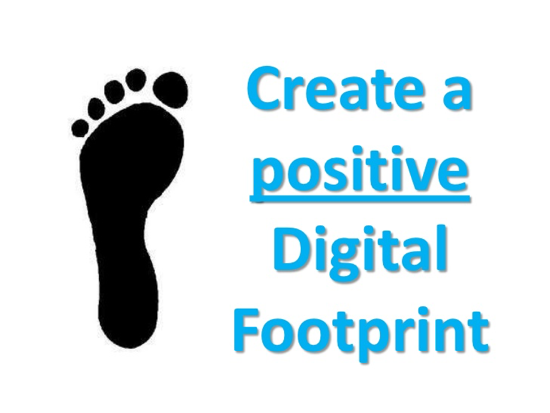 Create a
positive
Digital
Footprint